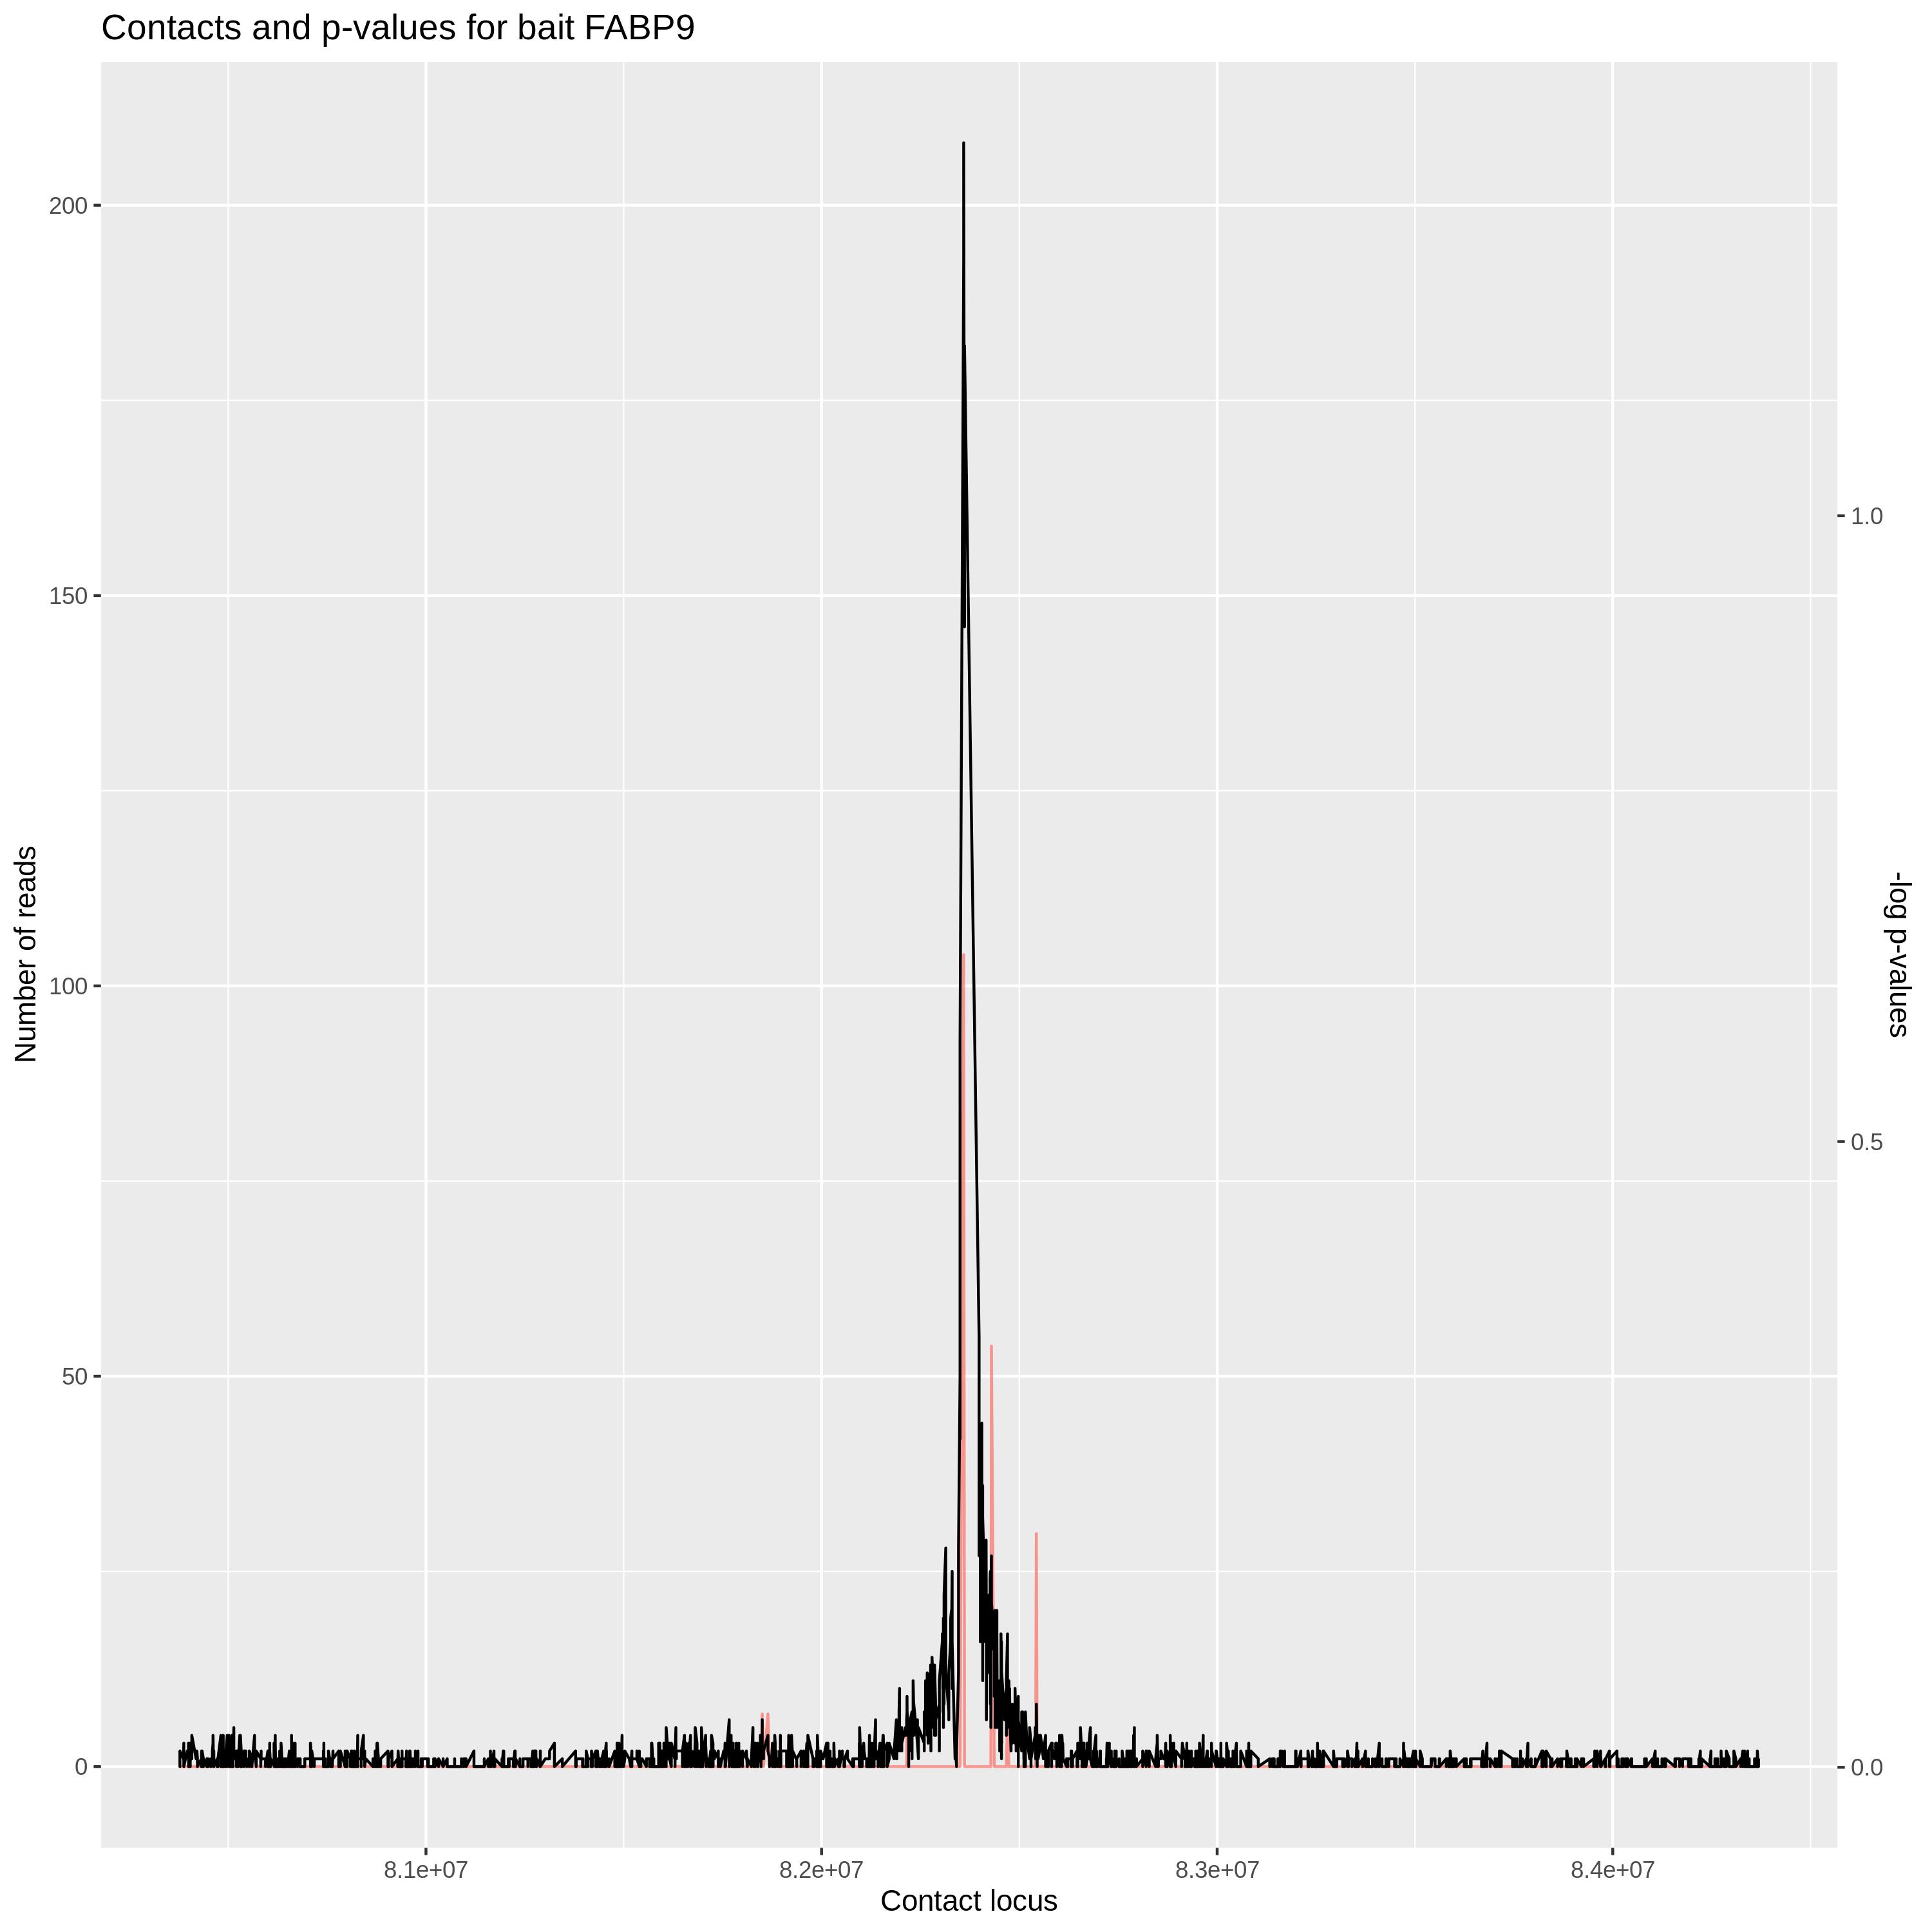 Contacts and p-values for bait FABP9
200
150
100
50
0
Number of reads
1.0
0.5
0.0
-log p-values
8.1e+07
8.2e+07
8.3e+07
8.4e+07
Contact locus